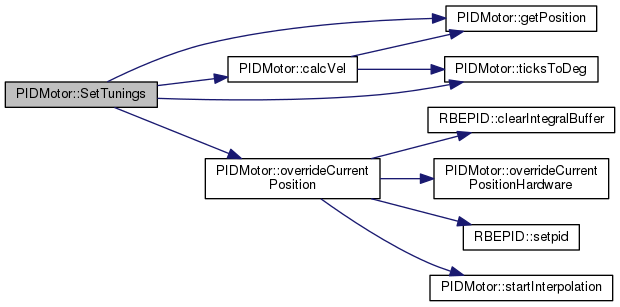 PIDMotor::getPosition
PIDMotor::calcVel
PIDMotor::ticksToDeg
PIDMotor::SetTunings
RBEPID::clearIntegralBuffer
PIDMotor::overrideCurrent
Position
PIDMotor::overrideCurrent
PositionHardware
RBEPID::setpid
PIDMotor::startInterpolation